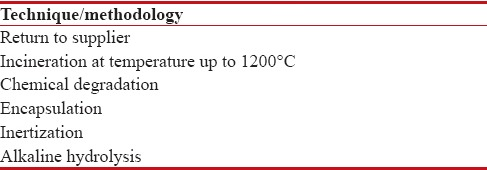 Technique/methodology
Return to supplier
Incineration at temperature up to 1200°C
Chemical degradation
Encapsulation
Inertization
Alkaline hydrolysis